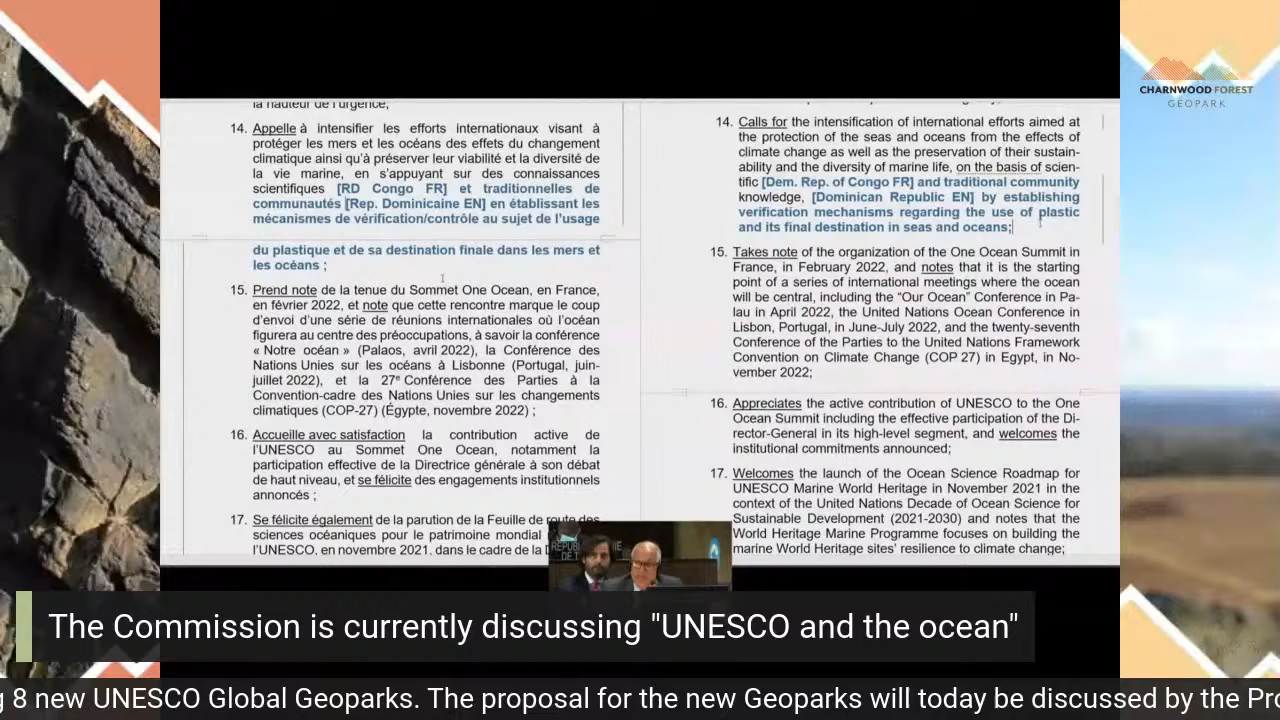 CHARNWOOD FOREST
GEOPARK
la hauteur de l'urgence,
14. Appelle à intensifier les efforts internationaux visant à
protéger les mers et les océans des effets du changement
climatique ainsi qu'à préserver leur viabilité et la diversité de
la vie marine, en s'appuyant sur des connaissances
scientifiques [RD Congo FR] et traditionnelles de
communautés [Rep. Dominicaine EN] en établissant les
mécanismes de vérification/contrôle au sujet de l'usage
du plastique et de sa destination finale dans les mers et
les océans ;
15. Prend note de la tenue du Sommet One Ocean, en France,
en février 2022, et note que cette rencontre marque le coup
d'envoi d'une série de réunions internationales où l'océan
figurera au centre des préoccupations, à savoir la conférence
« Notre océan » (Palaos, avril 2022), la Conférence des
Nations Unies sur les océans à Lisbonne (Portugal, juin-
juillet 2022), et la 27e Conférence des Parties à la
Convention-cadre des Nations Unies sur les changements
climatiques (COP-27) (Égypte, novembre 2022) ;
16. Accueille avec satisfaction la contribution active de
l'UNESCO au Sommet One Ocean, notamment la
participation effective de la Directrice générale à son débat
de haut niveau, et se félicite des engagements institutionnels
annoncés ;
17. Se félicite également de la parution de la Feuille de route des
sciences océaniques pour le patrimoine mondial
l'UNESCO, en novembre 2021, dans le cadre de la
14. Calls for the intensification of international efforts aimed at
the protection of the seas and oceans from the effects of
climate change as well as the preservation of their sustain-
ability and the diversity of marine life, on the basis of scien-
tific [Dem. Rep. of Congo FR] and traditional community
knowledge, [Dominican Republic EN] by establishing
verification mechanisms regarding the use of plastic
and its final destination in seas and oceans;
15. Takes note of the organization of the One Ocean Summit in
France, in February 2022, and notes that it is the starting
point of a series of international meetings where the ocean
will be central, including the “Our Ocean” Conference in Pa-
lau in April 2022, the United Nations Ocean Conference in
Lisbon, Portugal, in June-July 2022, and the twenty-seventh
Conference of the Parties to the United Nations Framework
Convention on Climate Change (COP 27) in Egypt, in No-
vember 2022;
16. Appreciates the active contribution of UNESCO to the One
Ocean Summit including the effective participation of the Di-
rector-General in its high-level segment, and welcomes the
institutional commitments announced;
17. Welcomes the launch of the Ocean Science Roadmap for
UNESCO Marine World Heritage in November 2021 in the
context of the United Nations Decade of Ocean Science for
Sustainable Development (2021-2030) and notes that the
World Heritage Marine Programme focuses on building the
marine World Heritage sites' resilience to climate change;
The Commission is currently discussing "UNESCO and the ocean"
g 8 new UNESCO Global Geoparks. The proposal for the new Geoparks will today be discussed by the Pro